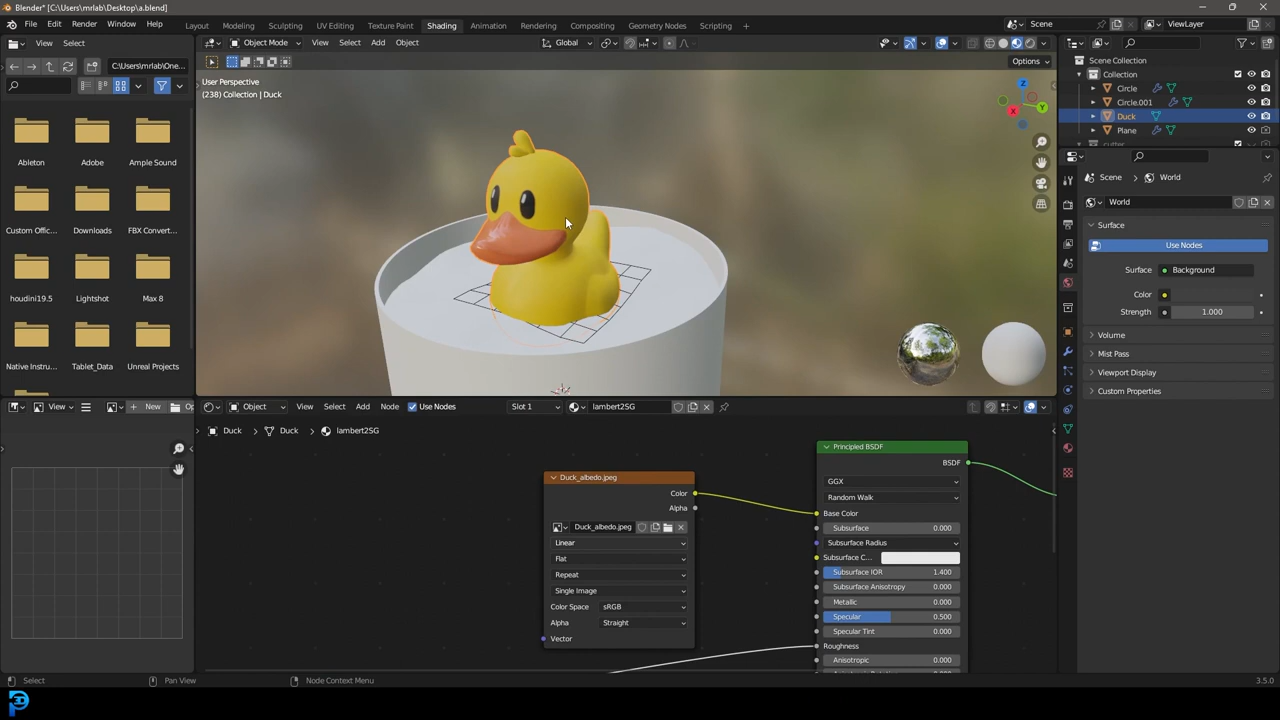 Blender* [C:\Users\mrlab\Desktop\a.blend]
File Edit Render Window Help Layout Modeling Sculpting UV Editing Texture Paint Shading Animation Rendering Compositing Geometry Nodes Scripting Scene ViewLayer
View Select
Object Mode View Select Add Object Global
C:\Users\mrlab\One...
Options
User Perspective
(238) Collection | Duck
X
Y
Z
Ableton Adobe Ample Sound
Custom Offic... Downloads FBX Convert...
houdini19.5 Lightshot Max 8
Native Instru... Tablet_Data Unreal Projects
Scene Collection
Collection
Circle
Circle.001
Duck
Plane
cutter
Scene > World
World
Surface
Use Nodes
Surface Background
Color
Strength 1.000
Volume
Mist Pass
Viewport Display
Custom Properties
View New Op
Object View Select Add Node Use Nodes Slot 1 lambert2SG
Duck > Duck > lambert2SG
Duck_albedo.jpeg
Color
Alpha
Duck_albedo.jpeg
Linear
Flat
Repeat
Single Image
Color Space sRGB
Alpha Straight
Vector
Principled BSDF
BSDF
GGX
Random Walk
Base Color
Subsurface 0.000
Subsurface Radius
Subsurface C...
Subsurface IOR 1.400
Subsurface Anisotropy 0.000
Metallic 0.000
Specular 0.500
Specular Tint 0.000
Roughness
Anisotropic 0.000
Select Pan View Node Context Menu 3.5.0